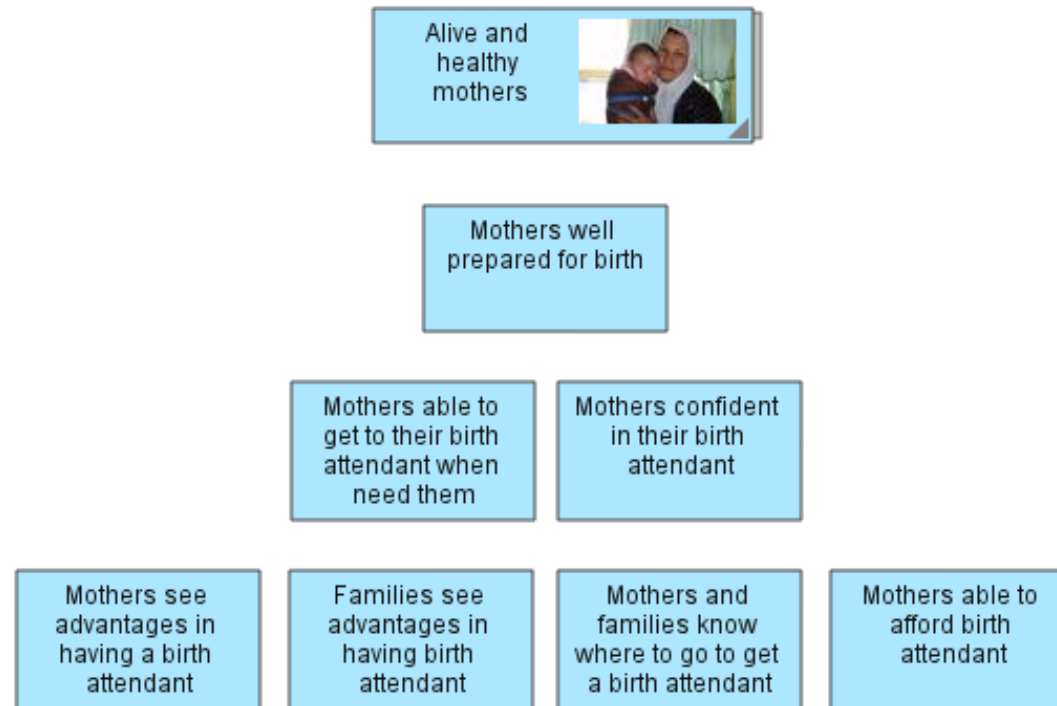 Alive and
healthy
mothers
Mothers well
prepared for birth
Mothers able to
get to their birth
attendant when
need them
Mothers confident
in their birth
attendant
Mothers see
advantages in
having a birth
attendant
Families see
advantages in
having birth
attendant
Mothers and
families know
where to go to get
a birth attendant
Mothers able to
afford birth
attendant